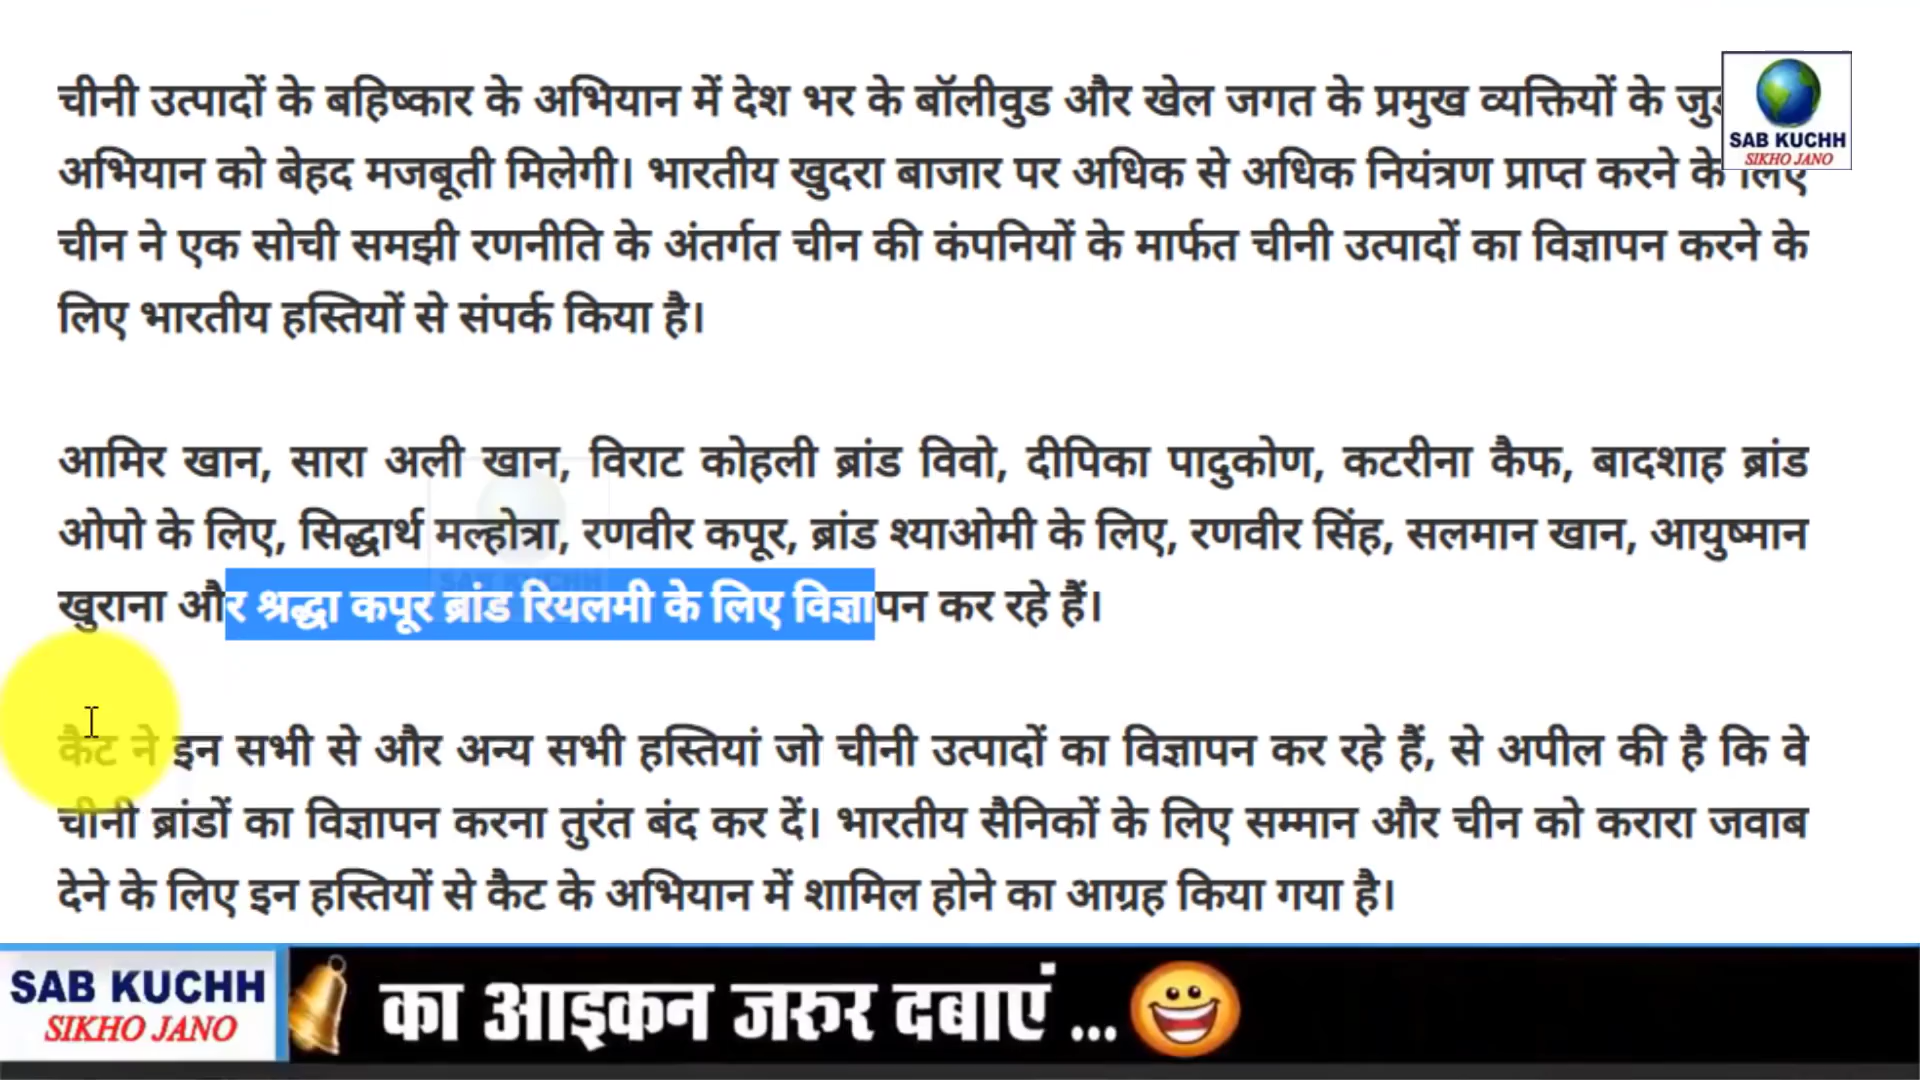 चीनी उत्पादों के बहिष्कार के अभियान में देश भर के बॉलीवुड और खेल जगत के प्रमुख व्यक्तियों के
अभियान को बेहद मजबूती मिलेगी। भारतीय खुदरा बाजार पर अधिक से अधिक नियंत्रण प्राप्त करने के लिए
चीन ने एक सोची समझी रणनीति के अंतर्गत चीन की कंपनियों के मार्फत चीनी उत्पादों का विज्ञापन करने के
लिए भारतीय हस्तियों से संपर्क किया है।
आमिर खान, सारा अली खान, विराट कोहली ब्रांड विवो, दीपिका पादुकोण, कटरीना कैफ, बादशाह ब्रांड
ओपो के लिए, सिद्धार्थ मल्होत्रा, रणवीर कपूर, ब्रांड श्याओमी के लिए, रणवीर सिंह, सलमान खान, आयुष्मान
खुराना और श्रद्धा कपूर ब्रांड रियलमी के लिए विज्ञापन कर रहे हैं।
कैट ने इन सभी से और अन्य सभी हस्तियां जो चीनी उत्पादों का विज्ञापन कर रहे हैं, से अपील की है कि वे
चीनी ब्रांडों का विज्ञापन करना तुरंत बंद कर दें। भारतीय सैनिकों के लिए सम्मान और चीन को करारा जवाब
देने के लिए इन हस्तियों से कैट के अभियान में शामिल होने का आग्रह किया गया है।
SAB KUCHH
SIKHO JANO
SAB KUCHH
SIKHO JANO
का आइकन जरुर दबाएं ...